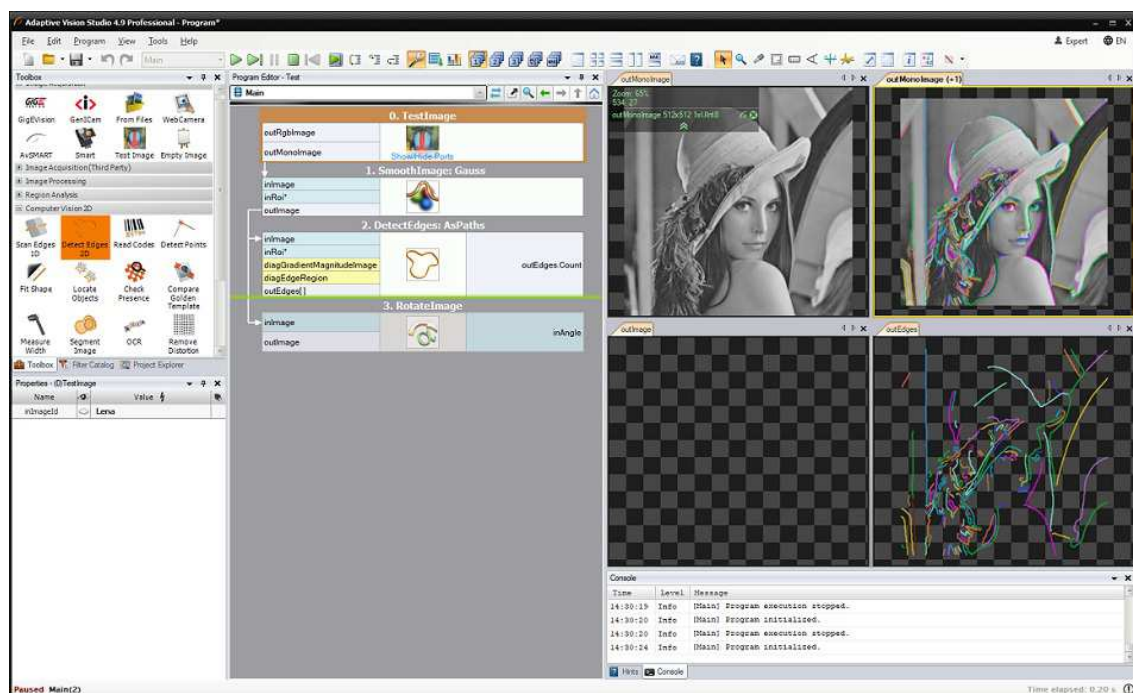 Adaptive Vision Studio 4.9 Professional - Program*
File Edit Program View Tools Help
Expert EN
Main
Toolbox
Image Acquisition
GigEVision GenICam From Files WebCamera
AvSMART Smart Test Image Empty Image
Image Acquisition(Third Party)
Image Processing
Region Analysis
Computer Vision 2D
Scan Edges 1D
Detect Edges 2D
Read Codes
Detect Points
Fit Shape
Locate Objects
Check Presence
Compare Golden Template
Measure Width
Segment Image
OCR
Remove Distortion
Toolbox Filter Catalog Project Explorer
Properties - (0)TestImage
Name Value
inImageId Lena
Program Editor - Test
Main
0. TestImage
outRgbImage
outMonoImage
Show/Hide Ports
1. SmoothImage: Gauss
inImage
inRoi*
outImage
2. DetectEdges: AsPaths
inImage
inRoi*
diagGradientMagnitudeImage
diagEdgeRegion
outEdges[]
outEdges.Count
3. RotateImage
inImage
outImage
inAngle
outMonoImage
Zoom: 65%
534, 27
outMonoImage 512x512 1xUInt8
outMonoImage (+1)
outImage
outEdges
Console
Time Level Message
14:30:19 Info [Main] Program execution stopped.
14:30:20 Info [Main] Program initialized.
14:30:20 Info [Main] Program execution stopped.
14:30:24 Info [Main] Program initialized.
Hints Console
Paused Main(2)
Time elapsed: 0.20 s